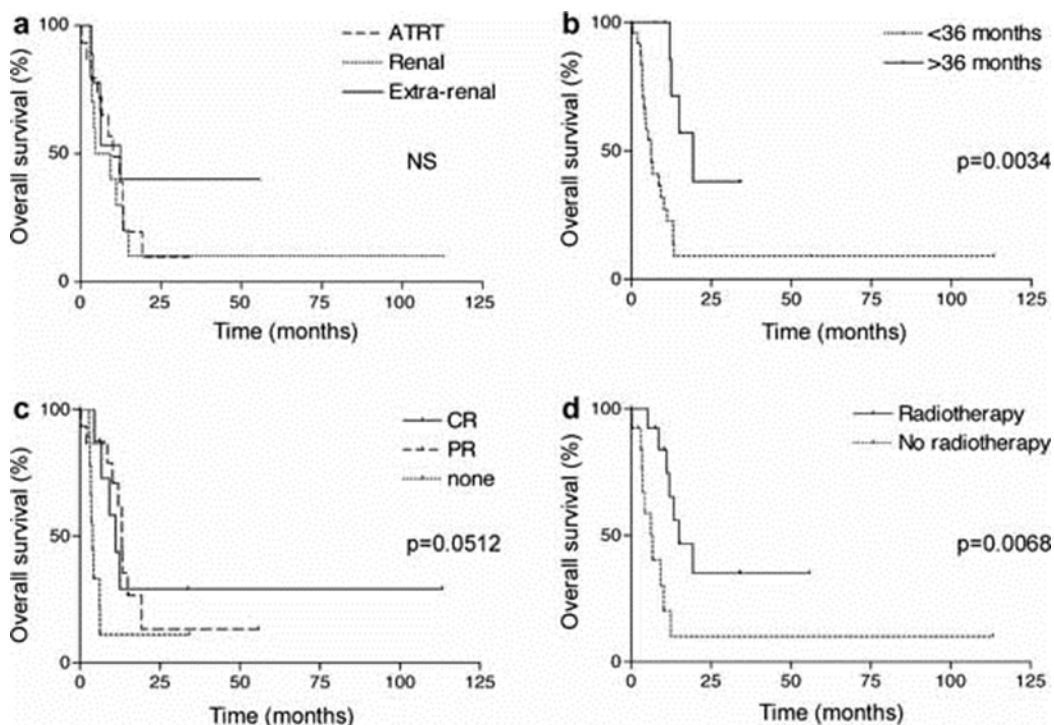 a
ATRT
Renal
Extra-renal
NS
Overall survival (%)
100
50
0
0 25 50 75 100 125
Time (months)
b
<36 months
>36 months
p=0.0034
Overall survival (%)
100
50
0
0 25 50 75 100 125
Time (months)
c
CR
PR
none
p=0.0512
Overall survival (%)
100
50
0
0 25 50 75 100 125
Time (months)
d
Radiotherapy
No radiotherapy
p=0.0068
Overall survival (%)
100
50
0
0 25 50 75 100 125
Time (months)